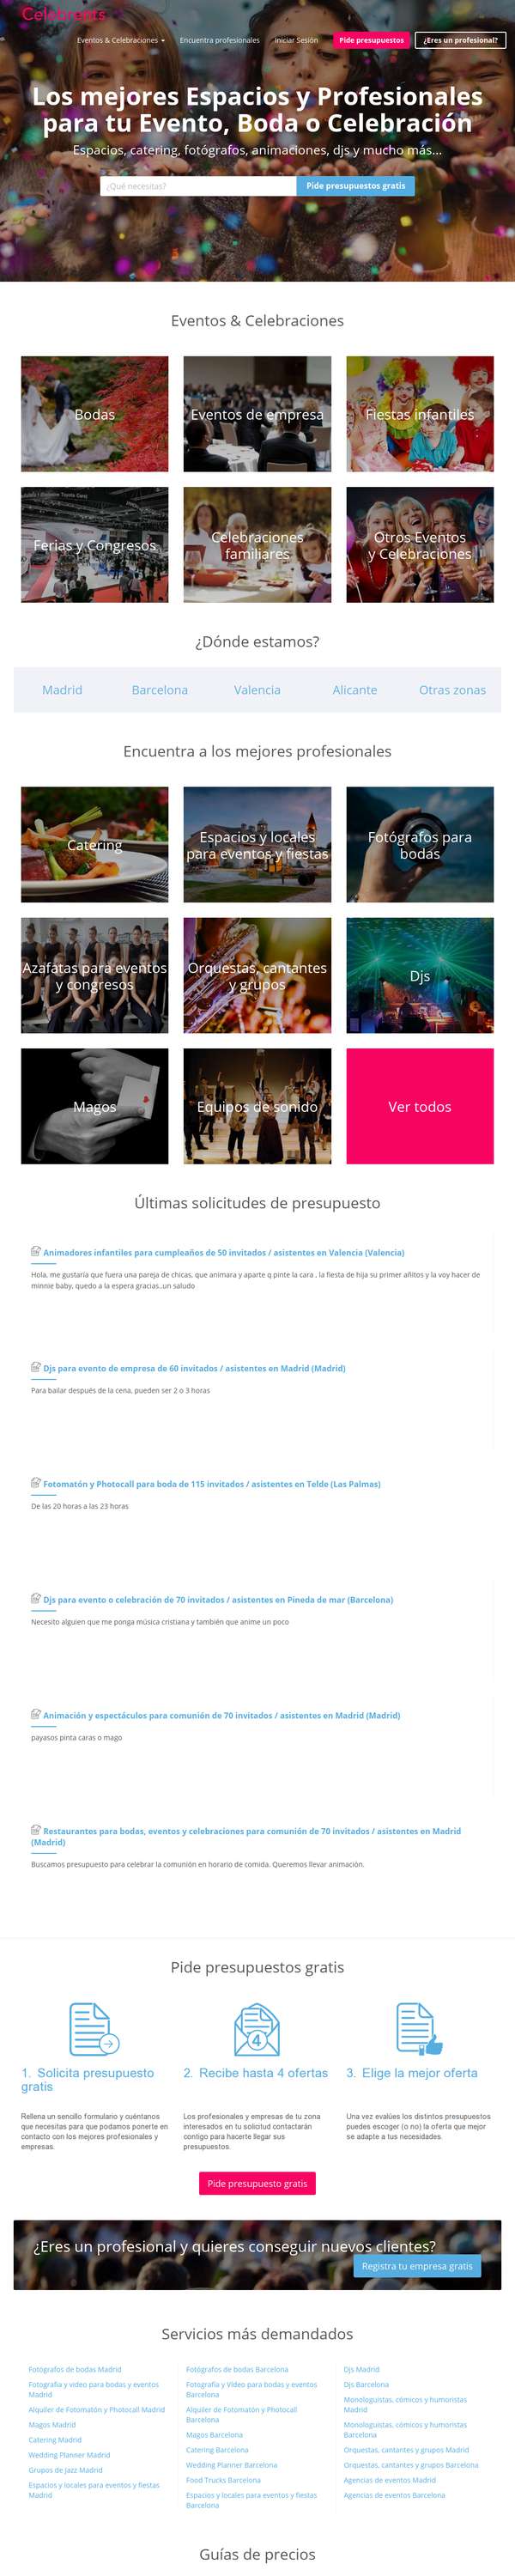 Celebrents
Eventos & Celebraciones
Encuentra profesionales
Iniciar Sesión
Pide presupuestos
¿Eres un profesional?
Los mejores Espacios y Profesionales
para tu Evento, Boda o Celebración
Espacios, catering, fotógrafos, animaciones, djs y mucho más...
¿Qué necesitas?
Pide presupuestos gratis
Eventos & Celebraciones
Bodas
Eventos de empresa
Fiestas infantiles
Ferias y Congresos
Celebraciones
familiares
Otros Eventos
y Celebraciones
¿Dónde estamos?
Madrid
Barcelona
Valencia
Alicante
Otras zonas
Encuentra a los mejores profesionales
Catering
Espacios y locales
para eventos y fiestas
Fotógrafos para
bodas
Azafatas para eventos
y congresos
Orquestas, cantantes
y grupos
Djs
Magos
Equipos de sonido
Ver todos
Últimas solicitudes de presupuesto
Animadores infantiles para cumpleaños de 50 invitados / asistentes en Valencia (Valencia)
Hola, me gustaría que fuera una pareja de chicas, que animara y aparte q pinte la cara , la fiesta de hija su primer añitos y la voy hacer de
minnie baby, quedo a la espera gracias..un saludo
Djs para evento de empresa de 60 invitados / asistentes en Madrid (Madrid)
Para bailar después de la cena, pueden ser 2 o 3 horas
Fotomatón y Photocall para boda de 115 invitados / asistentes en Telde (Las Palmas)
De las 20 horas a las 23 horas
Djs para evento o celebración de 70 invitados / asistentes en Pineda de mar (Barcelona)
Necesito alguien que me ponga música cristiana y también que anime un poco
Animación y espectáculos para comunión de 70 invitados / asistentes en Madrid (Madrid)
payasos pinta caras o mago
Restaurantes para bodas, eventos y celebraciones para comunión de 70 invitados / asistentes en Madrid
(Madrid)
Buscamos presupuesto para celebrar la comunión en horario de comida. Queremos llevar animación.
Pide presupuestos gratis
4
1. Solicita presupuesto
gratis
Rellena un sencillo formulario y cuéntanos
que necesitas para que podamos ponerte en
contacto con los mejores profesionales y
empresas.
2. Recibe hasta 4 ofertas
Los profesionales y empresas de tu zona
interesados en tu solicitud contactarán
contigo para hacerte llegar sus
presupuestos.
3. Elige la mejor oferta
Una vez evalúes los distintos presupuestos
puedes escoger (o no) la oferta que mejor
se adapte a tus necesidades.
Pide presupuesto gratis
¿Eres un profesional y quieres conseguir nuevos clientes?
Registra tu empresa gratis
Servicios más demandados
Fotógrafos de bodas Madrid
Fotografía y video para bodas y eventos
Madrid
Alquiler de Fotomatón y Photocall Madrid
Magos Madrid
Catering Madrid
Wedding Planner Madrid
Grupos de Jazz Madrid
Espacios y locales para eventos y fiestas
Madrid
Fotógrafos de bodas Barcelona
Fotografía y Vídeo para bodas y eventos
Barcelona
Alquiler de Fotomatón y Photocall
Barcelona
Magos Barcelona
Catering Barcelona
Wedding Planner Barcelona
Food Trucks Barcelona
Espacios y locales para eventos y fiestas
Barcelona
Djs Madrid
Djs Barcelona
Monologuistas, cómicos y humoristas
Madrid
Monologuistas, cómicos y humoristas
Barcelona
Orquestas, cantantes y grupos Madrid
Orquestas, cantantes y grupos Barcelona
Agencias de eventos Madrid
Agencias de eventos Barcelona
Guías de precios